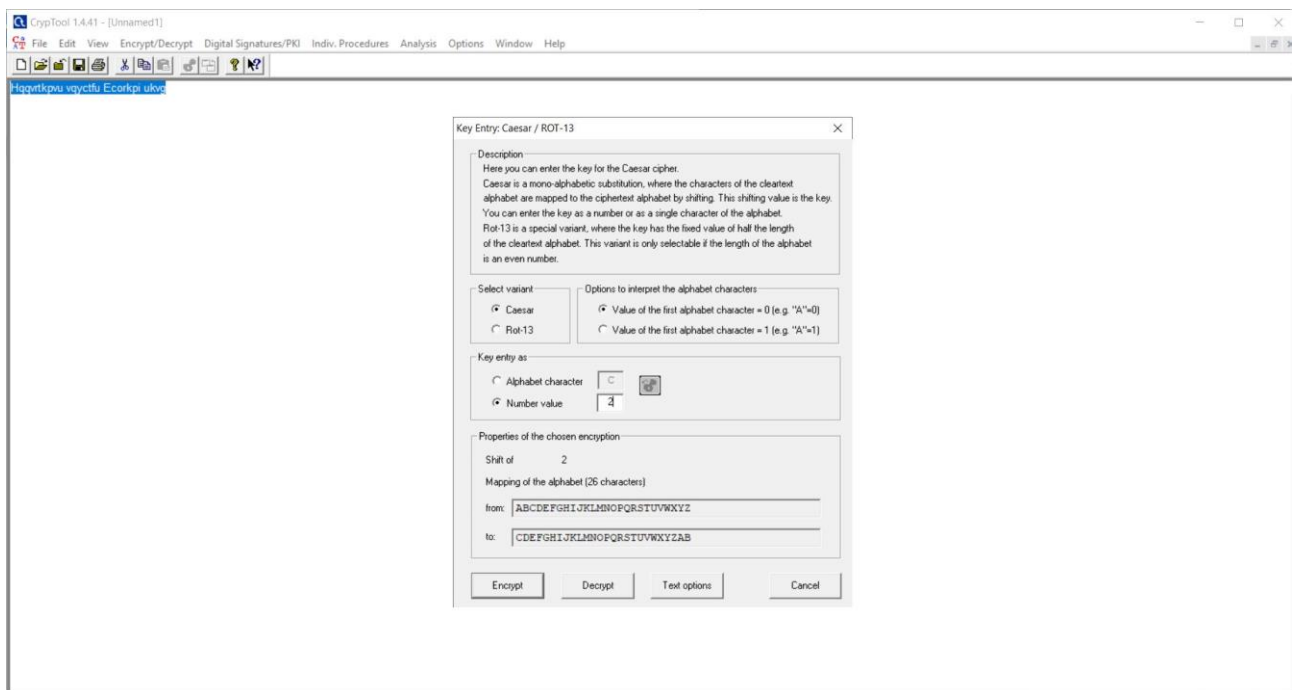 CrypTool 1.4.41 - [Unnamed1]
File Edit View Encrypt/Decrypt Digital Signatures/PKI Indiv. Procedures Analysis Options Window Help
Hqqvrtkpvu vqyctfu Ecorkpi ukvg
Key Entry: Caesar / ROT-13
Description
Here you can enter the key for the Caesar cipher.
Caesar is a mono-alphabetic substitution, where the characters of the cleartext
alphabet are mapped to the ciphertext alphabet by shifting. This shifting value is the key.
You can enter the key as a number or as a single character of the alphabet.
Rot-13 is a special variant, where the key has the fixed value of half the length
of the cleartext alphabet. This variant is only selectable if the length of the alphabet
is an even number.
Select variant
Caesar
Rot-13
Options to interpret the alphabet characters
Value of the first alphabet character = 0 (e.g. "A"=0)
Value of the first alphabet character = 1 (e.g. "A"=1)
Key entry as
Alphabet character C
Number value 2
Properties of the chosen encryption
Shift of 2
Mapping of the alphabet (26 characters)
from: ABCDEFGHIJKLMNOPQRSTUVWXYZ
to: CDEFGHIJKLMNOPQRSTUVWXYZAB
Encrypt Decrypt Text options Cancel